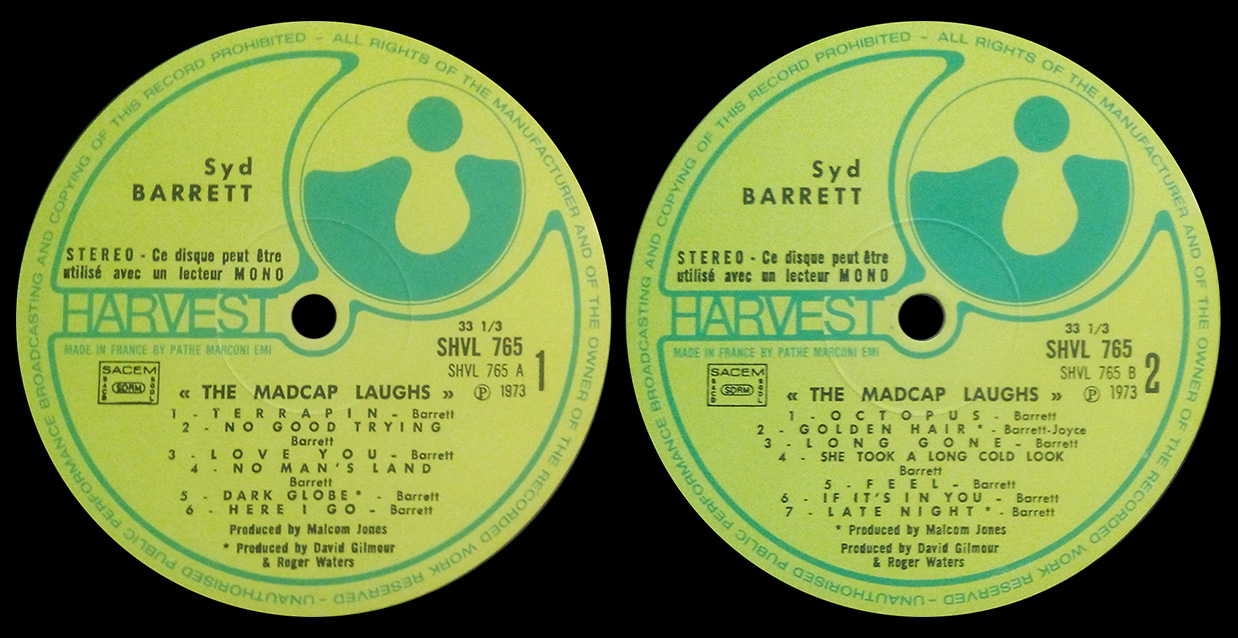 BROADCASTING AND COPYING OF THIS RECORD PROHIBITED - ALL RIGHTS OF THE MANUFACTURER AND OF THE OWNER OF THE RECORDED WORK RESERVED - UNAUTHORISED PUBLIC PERFORMANCE
Syd
BARRETT
STEREO - Ce disque peut être
utilisé avec un lecteur MONO
HARVEST
MADE IN FRANCE BY PATHE MARCONI EMI
33 1/3
SHVL 765
SHVL 765 A
1
SACEM
SACD
SDRM
SGDL
« THE MADCAP LAUGHS »
℗ 1973
1 - TERRAPIN - Barrett
2 - NO GOOD TRYING
Barrett
3 - LOVE YOU - Barrett
4 - NO MAN'S LAND
Barrett
5 - DARK GLOBE * - Barrett
6 - HERE I GO - Barrett
Produced by Malcom Jones
* Produced by David Gilmour
& Roger Waters
BROADCASTING AND COPYING OF THIS RECORD PROHIBITED - ALL RIGHTS OF THE MANUFACTURER AND OF THE OWNER OF THE RECORDED WORK RESERVED - UNAUTHORISED PUBLIC PERFORMANCE
Syd
BARRETT
STEREO - Ce disque peut être
utilisé avec un lecteur MONO
HARVEST
MADE IN FRANCE BY PATHE MARCONI EMI
33 1/3
SHVL 765
SHVL 765 B
2
SACEM
SACD
SDRM
SGDL
« THE MADCAP LAUGHS »
℗ 1973
1 - OCTOPUS - Barrett
2 - GOLDEN HAIR * - Barrett-Joyce
3 - LONG GONE - Barrett
4 - SHE TOOK A LONG COLD LOOK
Barrett
5 - FEEL - Barrett
6 - IF IT'S IN YOU - Barrett
7 - LATE NIGHT * - Barrett
* Produced by Malcom Jones
Produced by David Gilmour
& Roger Waters